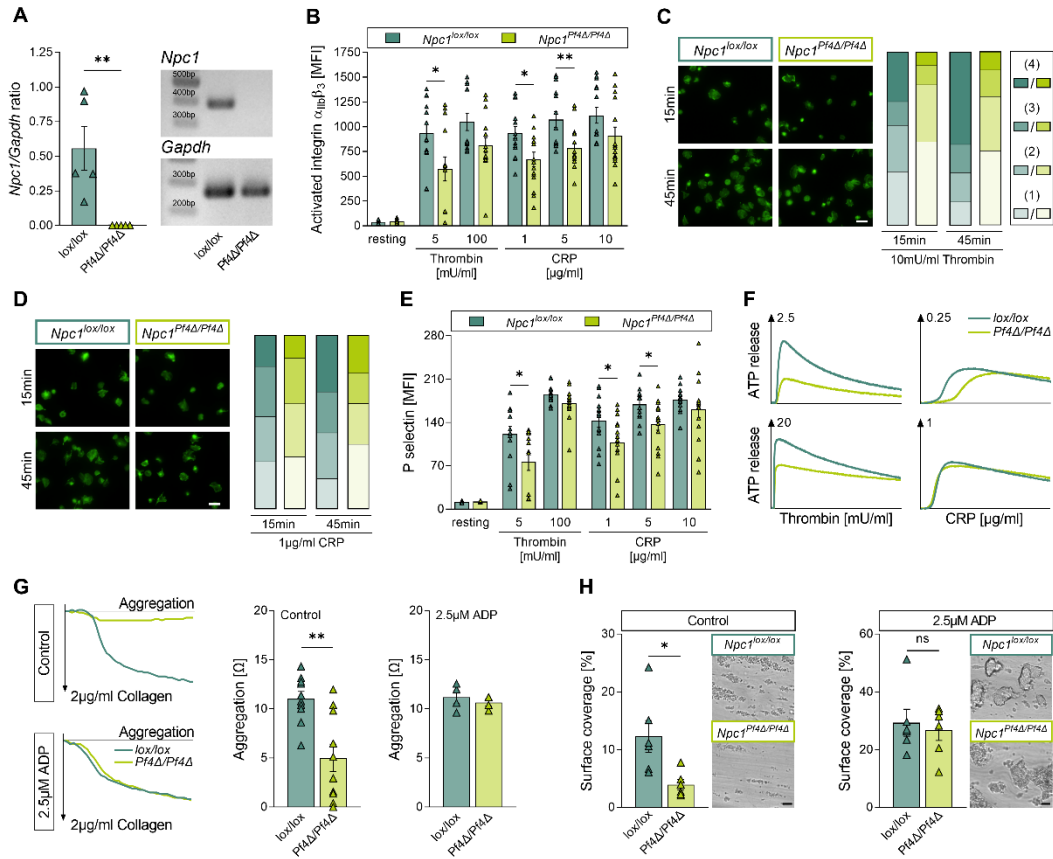 A
Npc1/Gapdh ratio
1.25
1.00
0.75
0.50
0.25
0.00
**
lox/lox
Pf4Δ/Pf4Δ
Npc1
500bp
400bp
300bp
Gapdh
300bp
200bp
lox/lox
Pf4Δ/Pf4Δ
B
Npc1lox/lox
Npc1Pf4Δ/Pf4Δ
Activated integrin αIIbβ3 [MFI]
1750
1500
1250
1000
750
500
250
0
*
*
**
resting
5
100
1
5
10
Thrombin
[mU/ml]
CRP
[µg/ml]
C
Npc1lox/lox
Npc1Pf4Δ/Pf4Δ
15min
45min
15min
45min
10mU/ml Thrombin
(4)
/
(3)
/
(2)
/
(1)
/
D
Npc1lox/lox
Npc1Pf4Δ/Pf4Δ
15min
45min
15min
45min
1µg/ml CRP
E
Npc1lox/lox
Npc1Pf4Δ/Pf4Δ
P selectin [MFI]
280
210
140
70
0
*
*
*
resting
5
100
1
5
10
Thrombin
[mU/ml]
CRP
[µg/ml]
F
ATP release
2.5
0.25
lox/lox
Pf4Δ/Pf4Δ
ATP release
20
1
Thrombin [mU/ml]
CRP [µg/ml]
G
Control
Aggregation
2µg/ml Collagen
2.5µM ADP
Aggregation
lox/lox
Pf4Δ/Pf4Δ
2µg/ml Collagen
Aggregation [Ω]
20
15
10
5
0
Control
**
lox/lox
Pf4Δ/Pf4Δ
Aggregation [Ω]
20
15
10
5
0
2.5µM ADP
lox/lox
Pf4Δ/Pf4Δ
H
Control
Surface coverage [%]
30
20
10
0
*
lox/lox
Pf4Δ/Pf4Δ
Npc1lox/lox
Npc1Pf4Δ/Pf4Δ
2.5µM ADP
Surface coverage [%]
60
40
20
0
ns
lox/lox
Pf4Δ/Pf4Δ
Npc1lox/lox
Npc1Pf4Δ/Pf4Δ